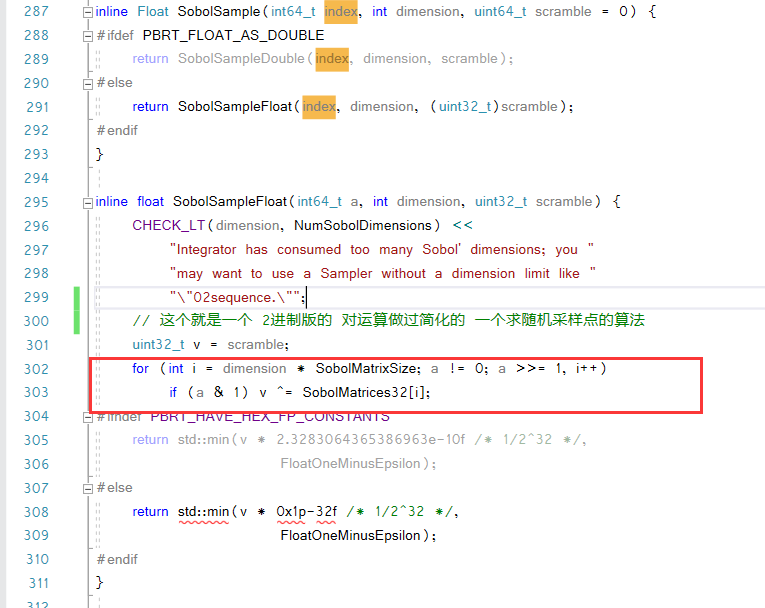 287 inline Float SobolSample(int64_t index, int dimension, uint64_t scramble = 0) {
288 #ifdef PBRT_FLOAT_AS_DOUBLE
289 return SobolSampleDouble(index, dimension, scramble);
290 #else
291 return SobolSampleFloat(index, dimension, (uint32_t)scramble);
292 #endif
293 }
294
295 inline float SobolSampleFloat(int64_t a, int dimension, uint32_t scramble) {
296 CHECK_LT(dimension, NumSobolDimensions) <<
297 "Integrator has consumed too many Sobol' dimensions; you "
298 "may want to use a Sampler without a dimension limit like "
299 "\"02sequence.\"";
300 // 这个就是一个 2进制版的 对运算做过简化的 一个求随机采样点的算法
301 uint32_t v = scramble;
302 for (int i = dimension * SobolMatrixSize; a != 0; a >>= 1, i++)
303 if (a & 1) v ^= SobolMatrices32[i];
304 #ifndef PBRT_HAVE_HEX_FP_CONSTANTS
305 return std::min(v * 2.3283064365386963e-10f /* 1/2^32 */,
306 FloatOneMinusEpsilon);
307 #else
308 return std::min(v * 0x1p-32f /* 1/2^32 */,
309 FloatOneMinusEpsilon);
310 #endif
311 }
312